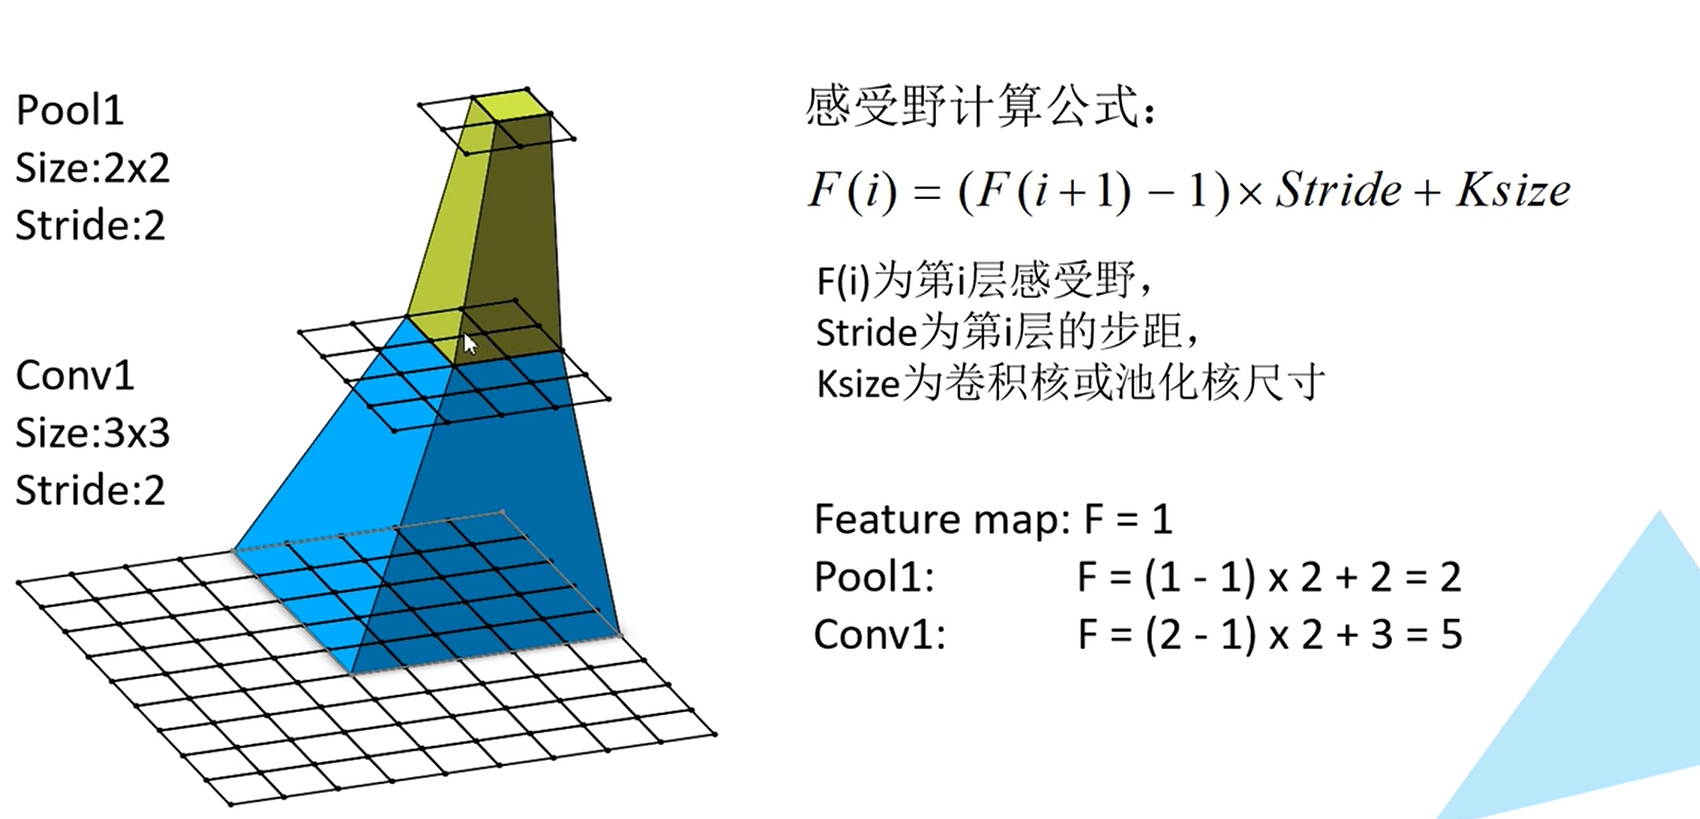 Pool1
Size:2x2
Stride:2
Conv1
Size:3x3
Stride:2
感受野计算公式：
F(i) = (F(i+1) − 1)× Stride + Ksize
F(i)为第i层感受野，
Stride为第i层的步距，
Ksize为卷积核或池化核尺寸
Feature map: F = 1
Pool1: F = (1 - 1) x 2 + 2 = 2
Conv1: F = (2 - 1) x 2 + 3 = 5